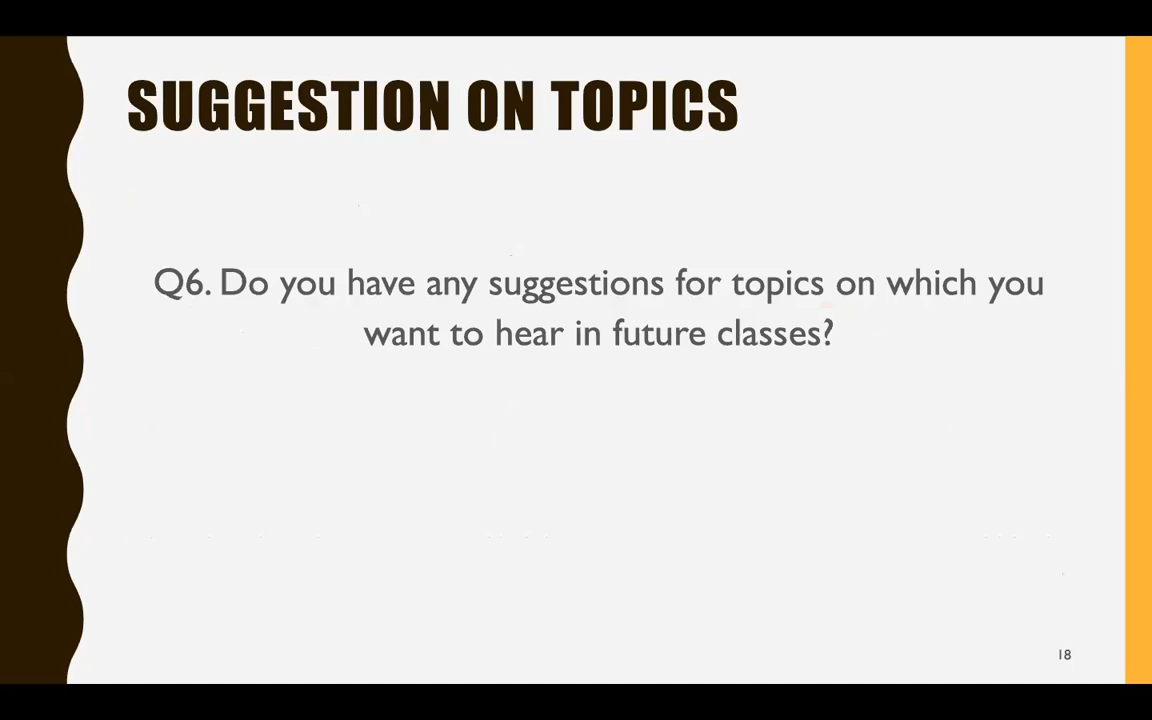 SUGGESTION ON TOPICS
Q6. Do you have any suggestions for topics on which you
want to hear in future classes?
18